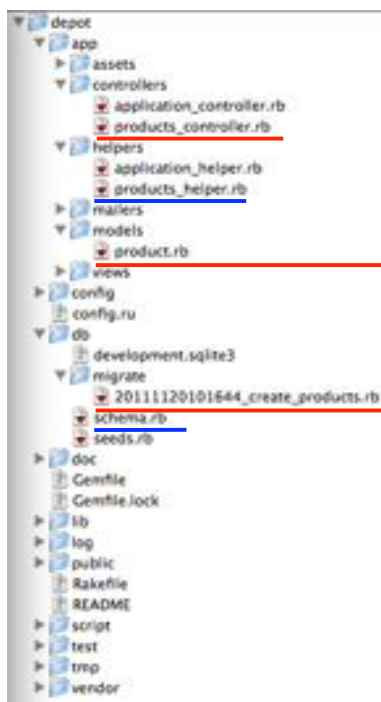 depot
app
assets
controllers
application_controller.rb
products_controller.rb
helpers
application_helper.rb
products_helper.rb
mailers
models
product.rb
views
config
config.ru
db
development.sqlite3
migrate
20111120101644_create_products.rb
schema.rb
seeds.rb
doc
Gemfile
Gemfile.lock
lib
log
public
Rakefile
README
script
test
tmp
vendor